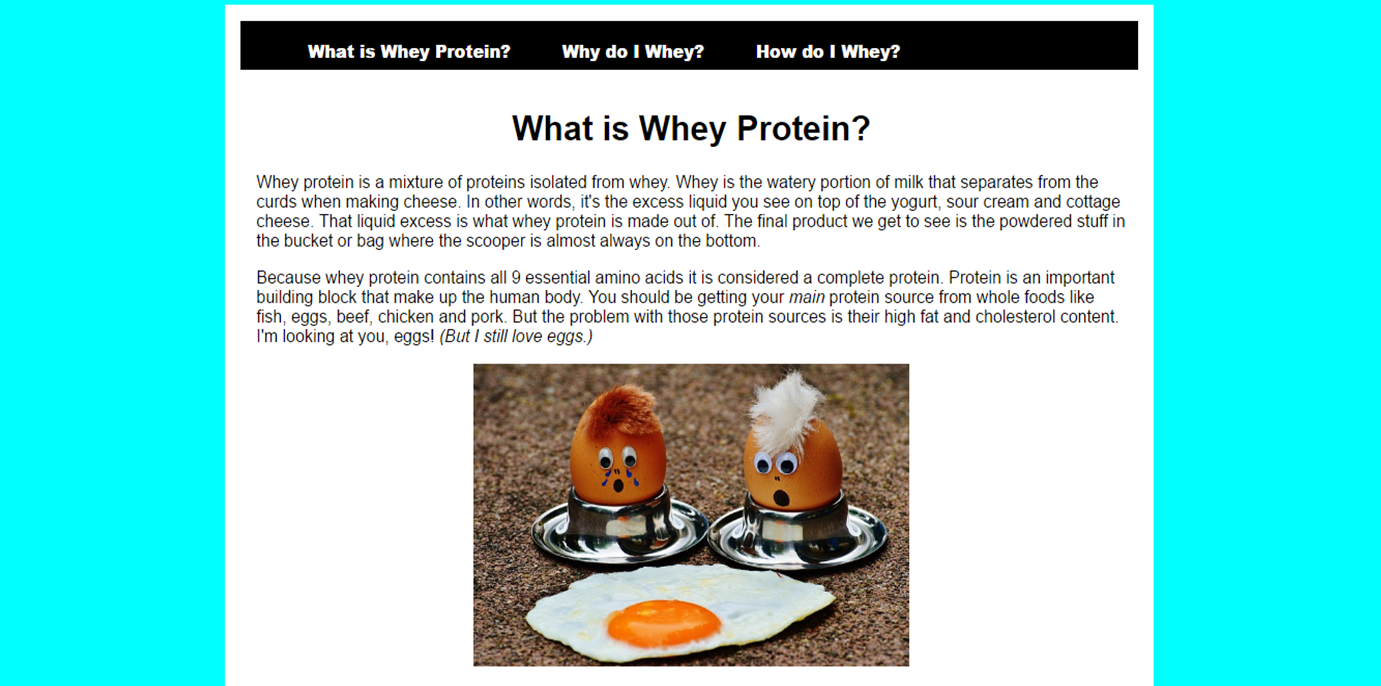 What is Whey Protein? Why do I Whey? How do I Whey?
What is Whey Protein?
Whey protein is a mixture of proteins isolated from whey. Whey is the watery portion of milk that separates from the
curds when making cheese. In other words, it's the excess liquid you see on top of the yogurt, sour cream and cottage
cheese. That liquid excess is what whey protein is made out of. The final product we get to see is the powdered stuff in
the bucket or bag where the scooper is almost always on the bottom.
Because whey protein contains all 9 essential amino acids it is considered a complete protein. Protein is an important
building block that make up the human body. You should be getting your main protein source from whole foods like
fish, eggs, beef, chicken and pork. But the problem with those protein sources is their high fat and cholesterol content.
I'm looking at you, eggs! (But I still love eggs.)